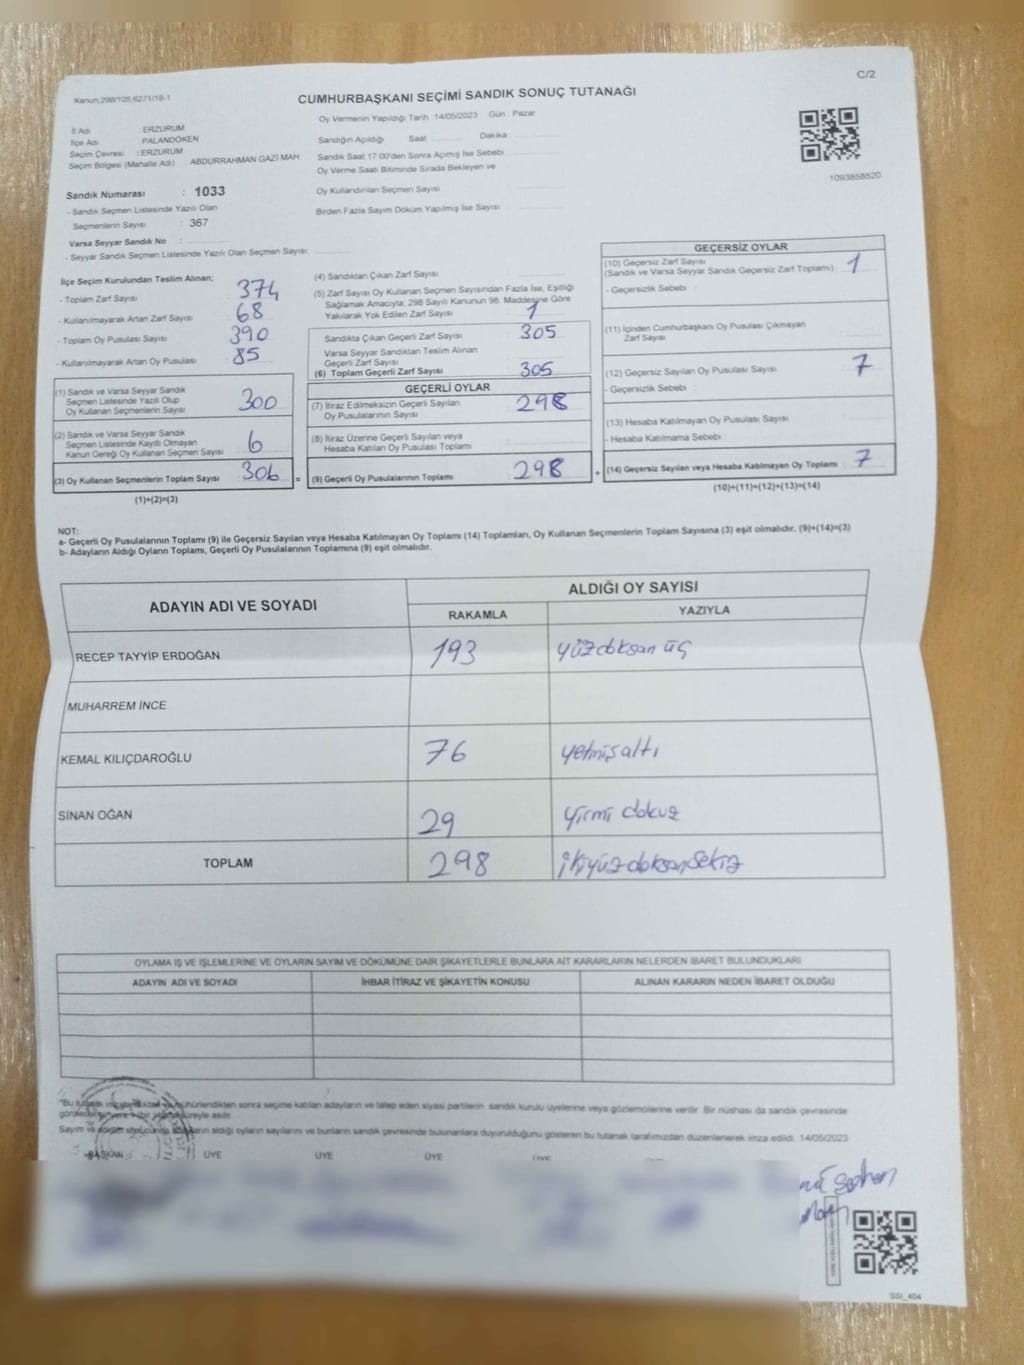 C/2
Kanun;298/105,6271/18-1
CUMHURBAŞKANI SEÇİMİ SANDIK SONUÇ TUTANAĞI
İl Adı : ERZURUM
İlçe Adı : PALANDÖKEN
Seçim Çevresi : ERZURUM
Seçim Bölgesi (Mahalle Adı) : ABDURRAHMAN GAZİ MAH.
Sandık Numarası : 1033
- Sandık Seçmen Listesinde Yazılı Olan
Seçmenlerin Sayısı : 367
Varsa Seyyar Sandık No :
- Seyyar Sandık Seçmen Listesinde Yazılı Olan Seçmen Sayısı:
Oy Vermenin Yapıldığı Tarih :14/05/2023 Gün : Pazar
Sandığın Açıldığı Saat Dakika
Sandık Saat 17:00'den Sonra Açımış İse Sebebi
Oy Verme Saati Bitiminde Sırada Bekleyen ve
Oy Kullandırılan Seçmen Sayısı
Birden Fazla Sayım Döküm Yapılmış İse Sayısı
1093858820
İlçe Seçim Kurulundan Teslim Alınan;
- Toplam Zarf Sayısı 374
- Kullanılmayarak Artan Zarf Sayısı 68
- Toplam Oy Pusulası Sayısı 390
- Kullanılmayarak Artan Oy Pusulası 85
(1) Sandık ve Varsa Seyyar Sandık
Seçmen Listesinde Yazılı Olup
Oy Kullanan Seçmenlerin Sayısı 300
(2) Sandık ve Varsa Seyyar Sandık
Seçmen Listesinde Kayıtlı Olmayan
Kanun Gereği Oy Kullanan Seçmen Sayısı 6
(3) Oy Kullanan Seçmenlerin Toplam Sayısı 306 =
(1)+(2)=(3)
(4) Sandıktan Çıkan Zarf Sayısı
(5) Zarf Sayısı Oy Kullanan Seçmen Sayısından Fazla İse, Eşitliği
Sağlamak Amacıyla, 298 Sayılı Kanunun 98. Maddesine Göre
Yakılarak Yok Edilen Zarf Sayısı 1
Sandıkta Çıkan Geçerli Zarf Sayısı 305
Varsa Seyyar Sandıktan Teslim Alınan
Geçerli Zarf Sayısı
(6) Toplam Geçerli Zarf Sayısı 305
GEÇERLİ OYLAR
(7) İtiraz Edilmeksizin Geçerli Sayılan
Oy Pusulalarının Sayısı 298
(8) İtiraz Üzerine Geçerli Sayılan veya
Hesaba Katılan Oy Pusulası Toplamı
(9) Geçerli Oy Pusulalarının Toplamı 298 +
GEÇERSİZ OYLAR
(10) Geçersiz Zarf Sayısı
(Sandık ve Varsa Seyyar Sandık Geçersiz Zarf Toplamı) : 1
- Geçersizlik Sebebi :
(11) İçinden Cumhurbaşkanı Oy Pusulası Çıkmayan
Zarf Sayısı
(12) Geçersiz Sayılan Oy Pusulası Sayısı 7
- Geçersizlik Sebebi :
(13) Hesaba Katılmayan Oy Pusulası Sayısı
- Hesaba Katılmama Sebebi
(14) Geçersiz Sayılan veya Hesaba Katılmayan Oy Toplamı 7
(10)+(11)+(12)+(13)=(14)
NOT:
a- Geçerli Oy Pusulalarının Toplamı (9) ile Geçersiz Sayılan veya Hesaba Katılmayan Oy Toplamı (14) Toplamları, Oy Kullanan Seçmenlerin Toplam Sayısına (3) eşit olmalıdır. (9)+(14)=(3)
b- Adayların Aldığı Oyların Toplamı, Geçerli Oy Pusulalarının Toplamına (9) eşit olmalıdır.
ADAYIN ADI VE SOYADI ALDIĞI OY SAYISI
RAKAMLA YAZIYLA
RECEP TAYYİP ERDOĞAN 193 yüzdoksan üç
MUHARREM İNCE
KEMAL KILIÇDAROĞLU 76 yetmişaltı
SİNAN OĞAN 29 yirmi dokuz
TOPLAM 298 ikiyüzdoksansekiz
OYLAMA İŞ VE İŞLEMLERİNE VE OYLARIN SAYIM VE DÖKÜMÜNE DAİR ŞİKAYETLERLE BUNLARA AİT KARARLARIN NELERDEN İBARET BULUNDUKLARI
ADAYIN ADI VE SOYADI İHBAR İTİRAZ VE ŞİKAYETİN KONUSU ALINAN KARARIN NEDEN İBARET OLDUĞU
sonra seçime katılan adayların ve talep eden siyasi partilerin sandık kurulu üyelerine veya gözlemcilerine verilir. Bir nüshası da sandık çevresinde
asılır.
Sayım ve aldığı oyların sayılarını ve bunların sandık çevresinde bulunanlara duyurulduğunu gösteren bu tutanak tarafımızdan düzenlenerek imza edildi. 14/05/2023
BAŞKAN ÜYE ÜYE ÜYE ÜYE
SSI_404